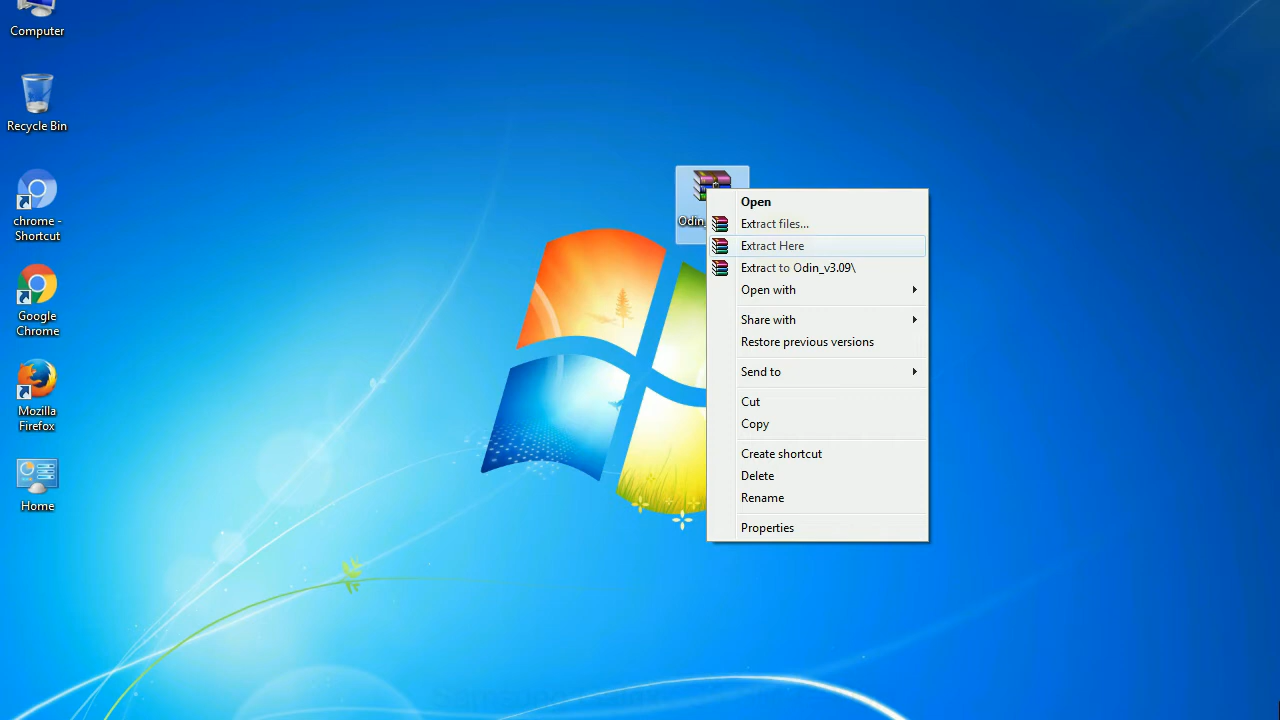 Computer
Recycle Bin
chrome -
Shortcut
Google
Chrome
Mozilla
Firefox
Home
Odin_
Open
Extract files...
Extract Here
Extract to Odin_v3.09\
Open with
Share with
Restore previous versions
Send to
Cut
Copy
Create shortcut
Delete
Rename
Properties